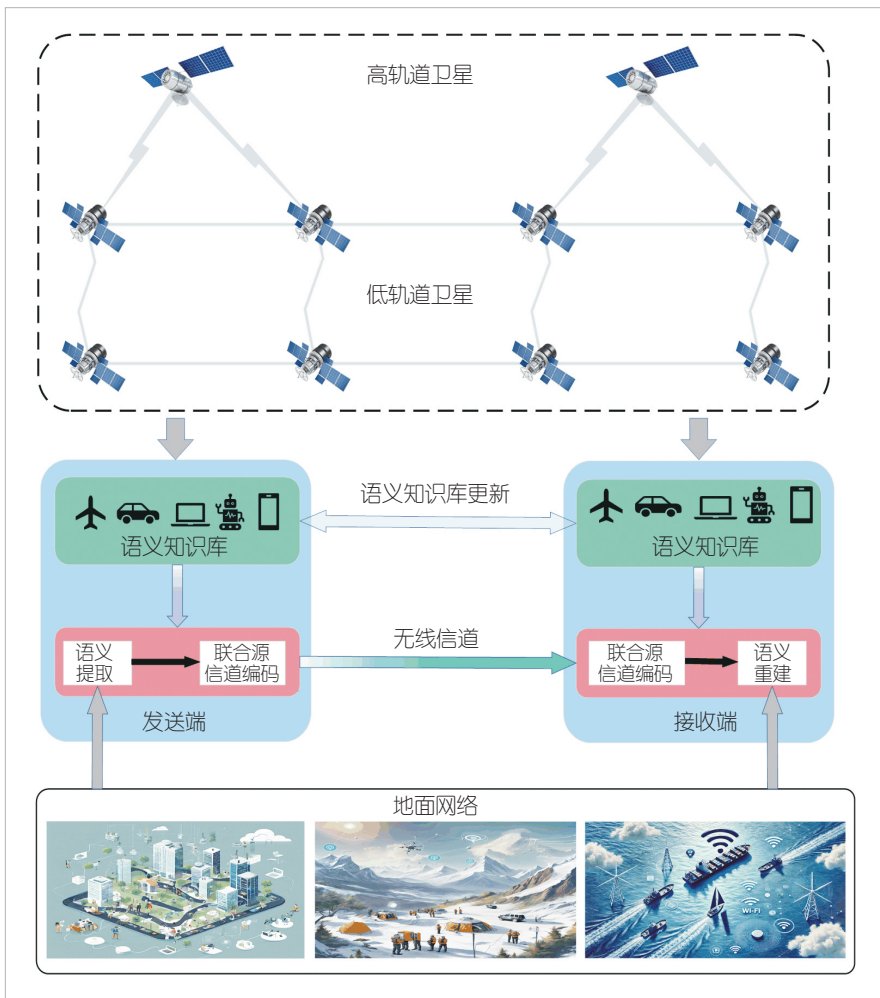 高轨道卫星
低轨道卫星
语义知识库更新
语义知识库
语义知识库
无线信道
语义
提取
联合源
信道编码
联合源
信道编码
语义
重建
发送端
接收端
地面网络
Wi-Fi